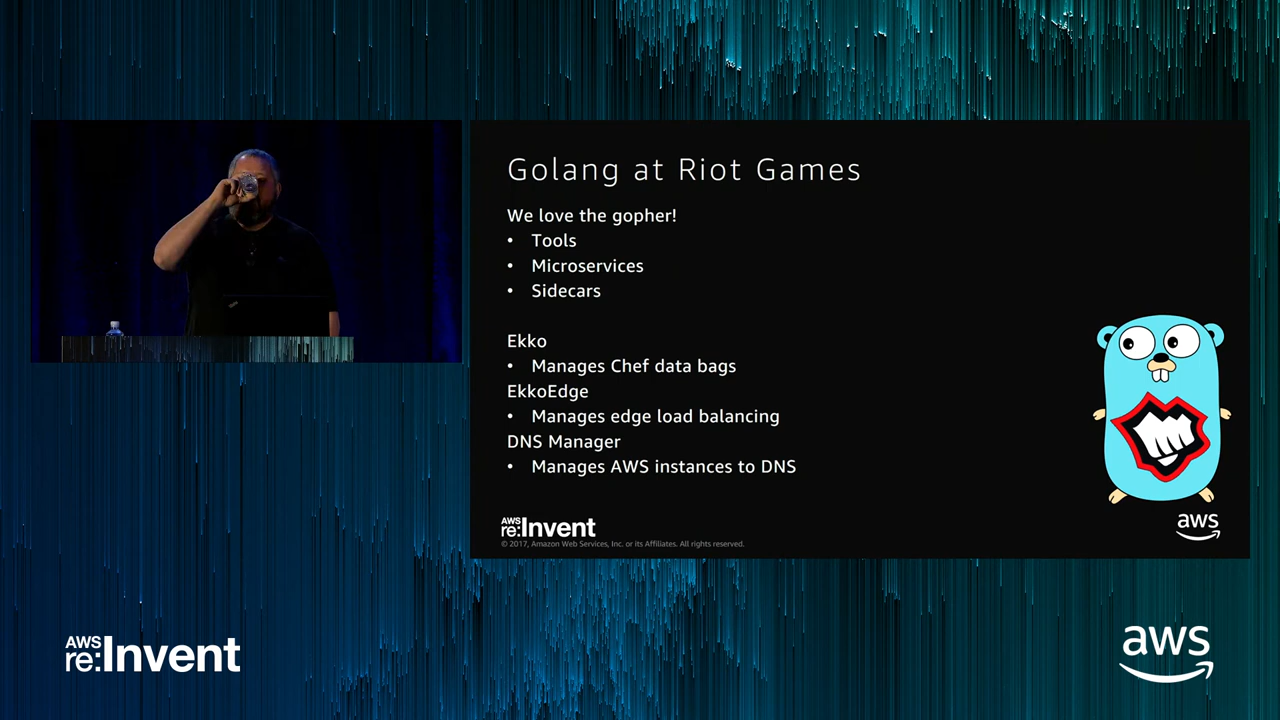 Golang at Riot Games
We love the gopher!
• Tools
• Microservices
• Sidecars
Ekko
• Manages Chef data bags
EkkoEdge
• Manages edge load balancing
DNS Manager
• Manages AWS instances to DNS
AWS
re:Invent
© 2017, Amazon Web Services, Inc. or its Affiliates. All rights reserved.
aws
AWS
re:Invent
aws